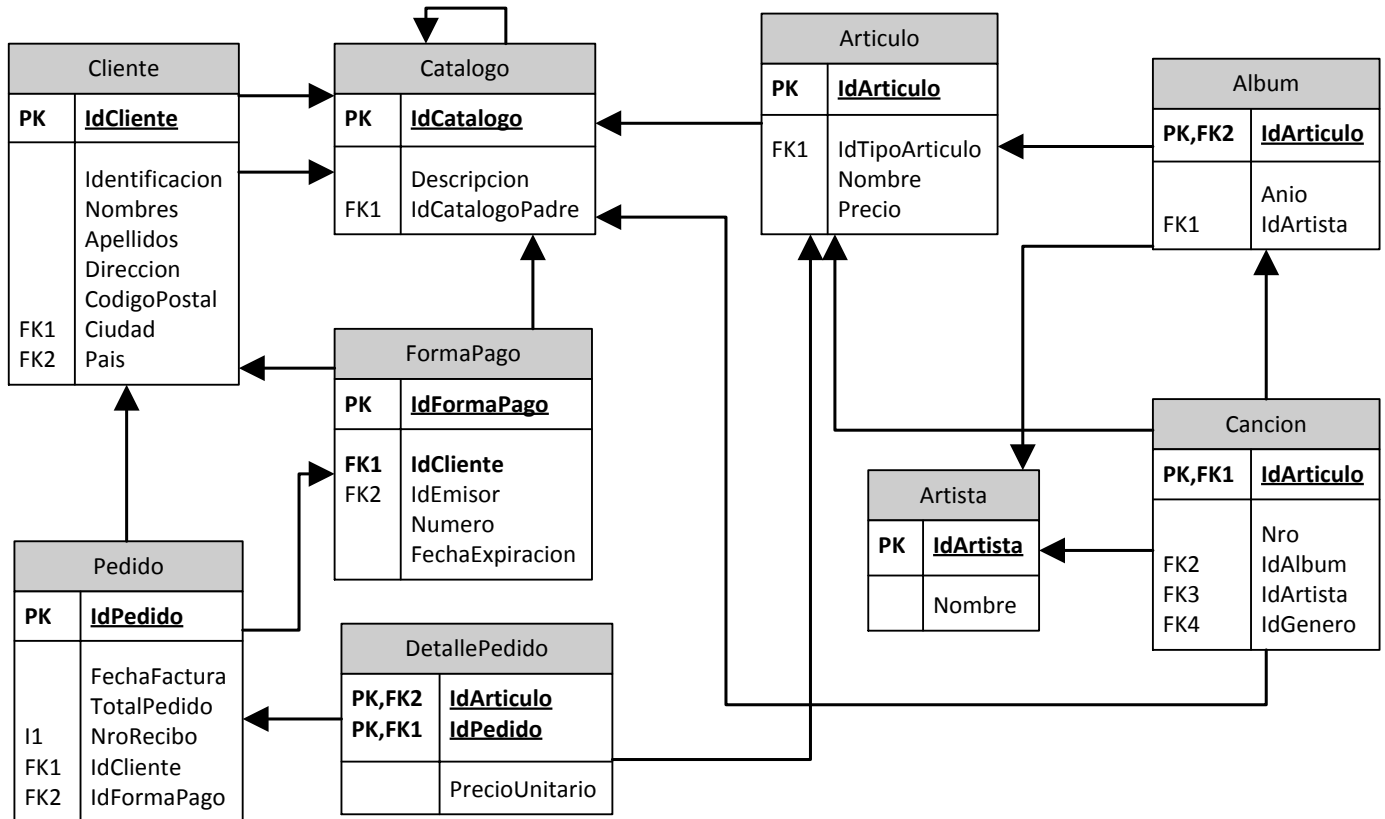 Cliente
PK IdCliente
Identificacion
Nombres
Apellidos
Direccion
CodigoPostal
FK1 Ciudad
FK2 Pais
Catalogo
PK IdCatalogo
Descripcion
FK1 IdCatalogoPadre
Articulo
PK IdArticulo
FK1 IdTipoArticulo
Nombre
Precio
Album
PK,FK2 IdArticulo
Anio
FK1 IdArtista
FormaPago
PK IdFormaPago
FK1 IdCliente
FK2 IdEmisor
Numero
FechaExpiracion
Cancion
PK,FK1 IdArticulo
Nro
FK2 IdAlbum
FK3 IdArtista
FK4 IdGenero
Artista
PK IdArtista
Nombre
Pedido
PK IdPedido
FechaFactura
TotalPedido
I1 NroRecibo
FK1 IdCliente
FK2 IdFormaPago
DetallePedido
PK,FK2 IdArticulo
PK,FK1 IdPedido
PrecioUnitario